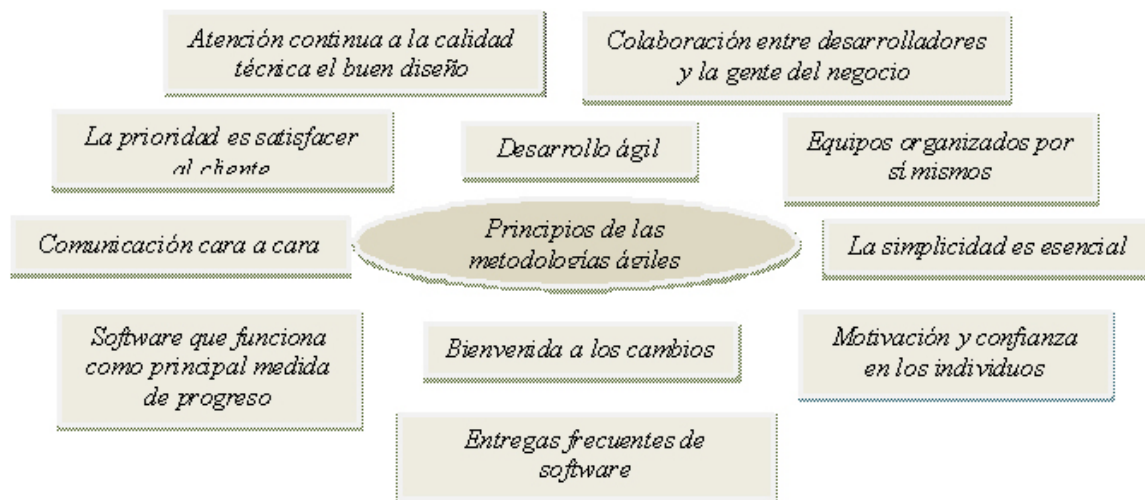 Atención continua a la calidad
técnica el buen diseño
Colaboración entre desarrolladores
y la gente del negocio
La prioridad es satisfacer
al cliente
Desarrollo ágil
Equipos organizados por
sí mismos
Comunicación cara a cara
Principios de las
metodologías ágiles
La simplicidad es esencial
Software que funciona
como principal medida
de progreso
Bienvenida a los cambios
Motivación y confianza
en los individuos
Entregas frecuentes de
software